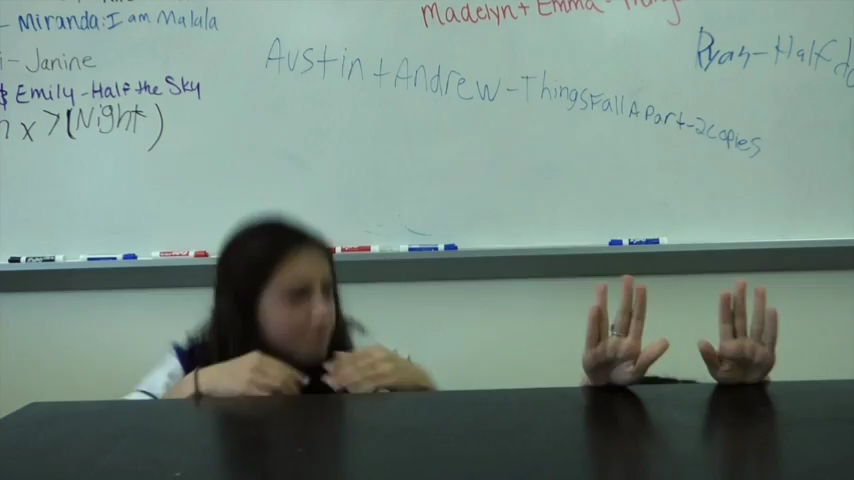 - Miranda: I am Malala
Madelyn + Emma -
i - Janine
Austin + Andrew - Things Fall Apart - 2 copies
Ryan - Half
& Emily - Half the Sky
x > (Night)